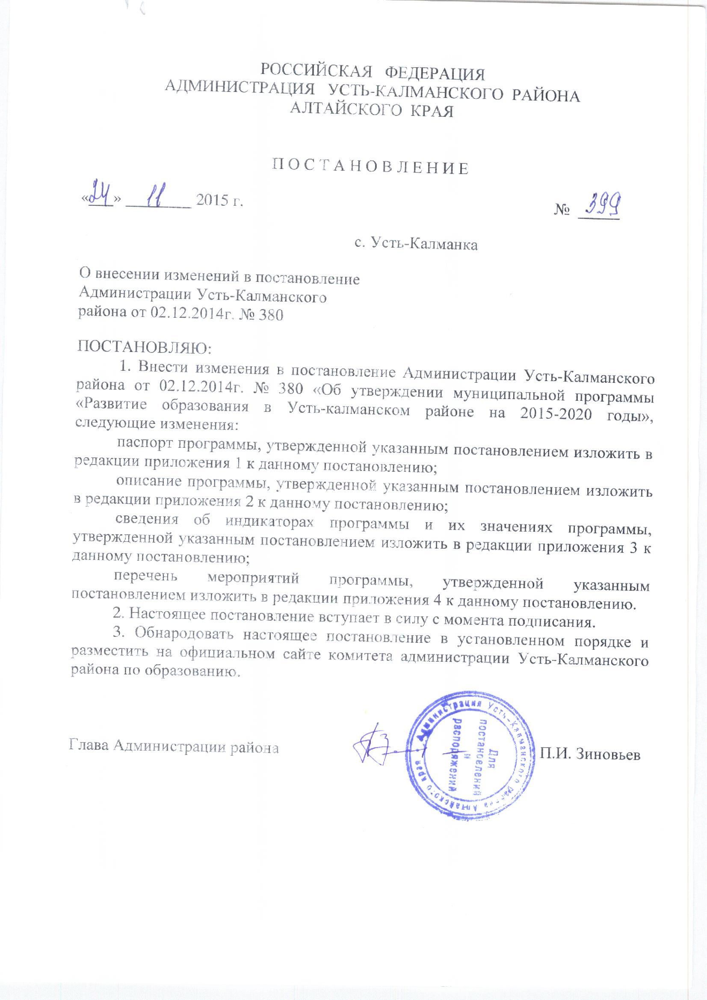 РОССИЙСКАЯ ФЕДЕРАЦИЯ
АДМИНИСТРАЦИЯ УСТЬ-КАЛМАНСКОГО РАЙОНА
АЛТАЙСКОГО КРАЯ
П О С Т А Н О В Л Е Н И Е
«24» 11 2015 г.
№ 399
с. Усть-Калманка
О внесении изменений в постановление
Администрации Усть-Калманского
района от 02.12.2014г. № 380
ПОСТАНОВЛЯЮ:
1. Внести изменения в постановление Администрации Усть-Калманского
района от 02.12.2014г. № 380 «Об утверждении муниципальной программы
«Развитие образования в Усть-калманском районе на 2015-2020 годы»,
следующие изменения:
паспорт программы, утвержденной указанным постановлением изложить в
редакции приложения 1 к данному постановлению;
описание программы, утвержденной указанным постановлением изложить
в редакции приложения 2 к данному постановлению;
сведения об индикаторах программы и их значениях программы,
утвержденной указанным постановлением изложить в редакции приложения 3 к
данному постановлению;
перечень мероприятий программы, утвержденной указанным
постановлением изложить в редакции приложения 4 к данному постановлению.
2. Настоящее постановление вступает в силу с момента подписания.
3. Обнародовать настоящее постановление в установленном порядке и
разместить на официальном сайте комитета администрации Усть-Калманского
района по образованию.
Глава Администрации района
П.И. Зиновьев
Администрация Усть-Калманского района Алтайского края
Для
постановлений
и
распоряжений